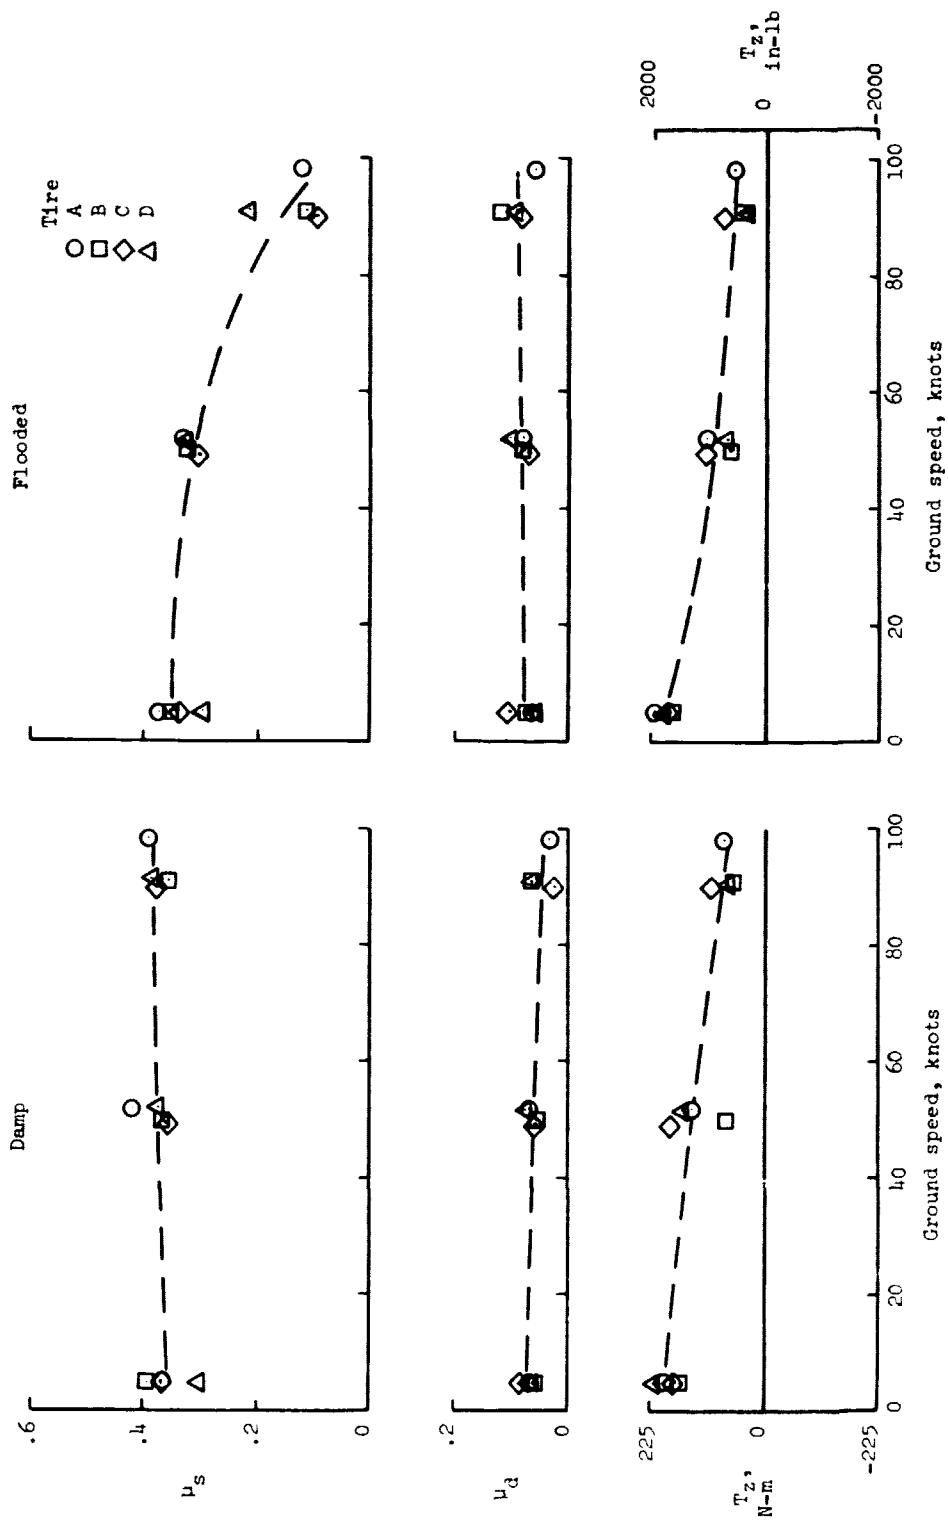 Damp
Flooded
Tire
A
B
C
D
.6
.4
.2
0
μs
.2
0
μd
225
0
-225
Tz,
N-m
0
20
40
60
80
100
Ground speed, knots
0
20
40
60
80
100
Ground speed, knots
2000
0
-2000
Tz,
in-lb